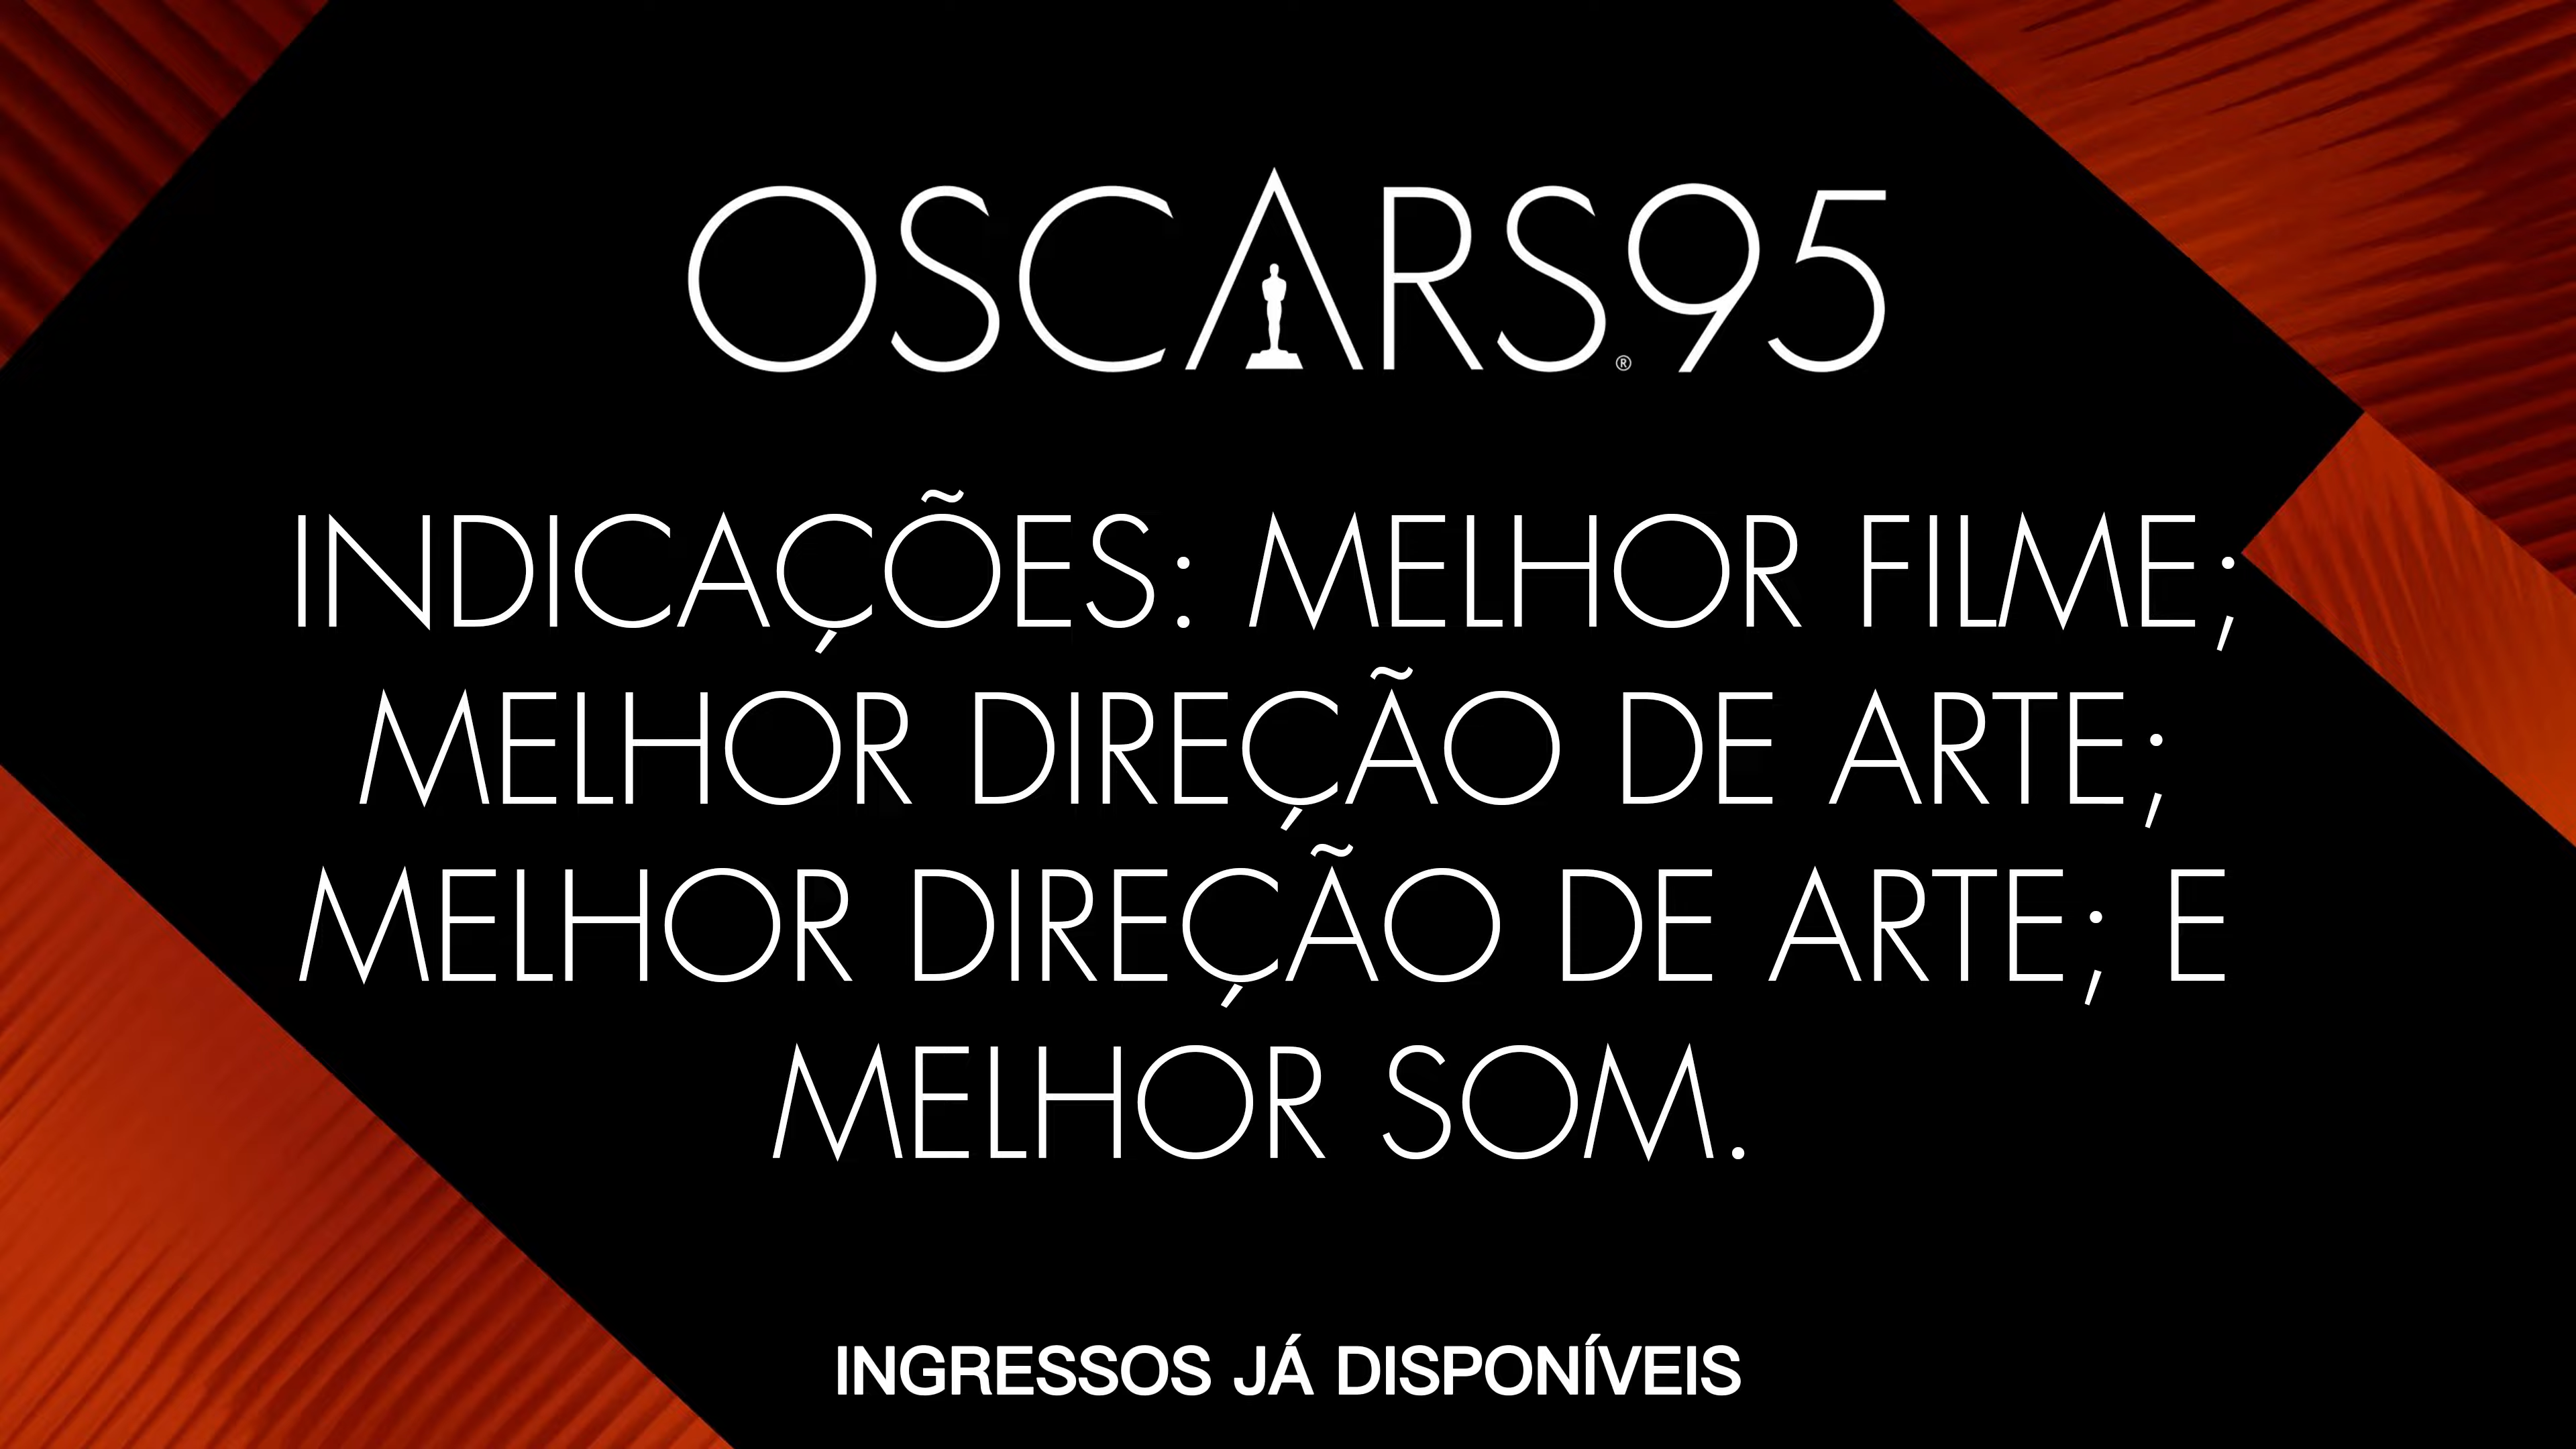 OSCARS®95
INDICAÇÕES: MELHOR FILME;
MELHOR DIREÇÃO DE ARTE;
MELHOR DIREÇÃO DE ARTE; E
MELHOR SOM.
INGRESSOS JÁ DISPONÍVEIS